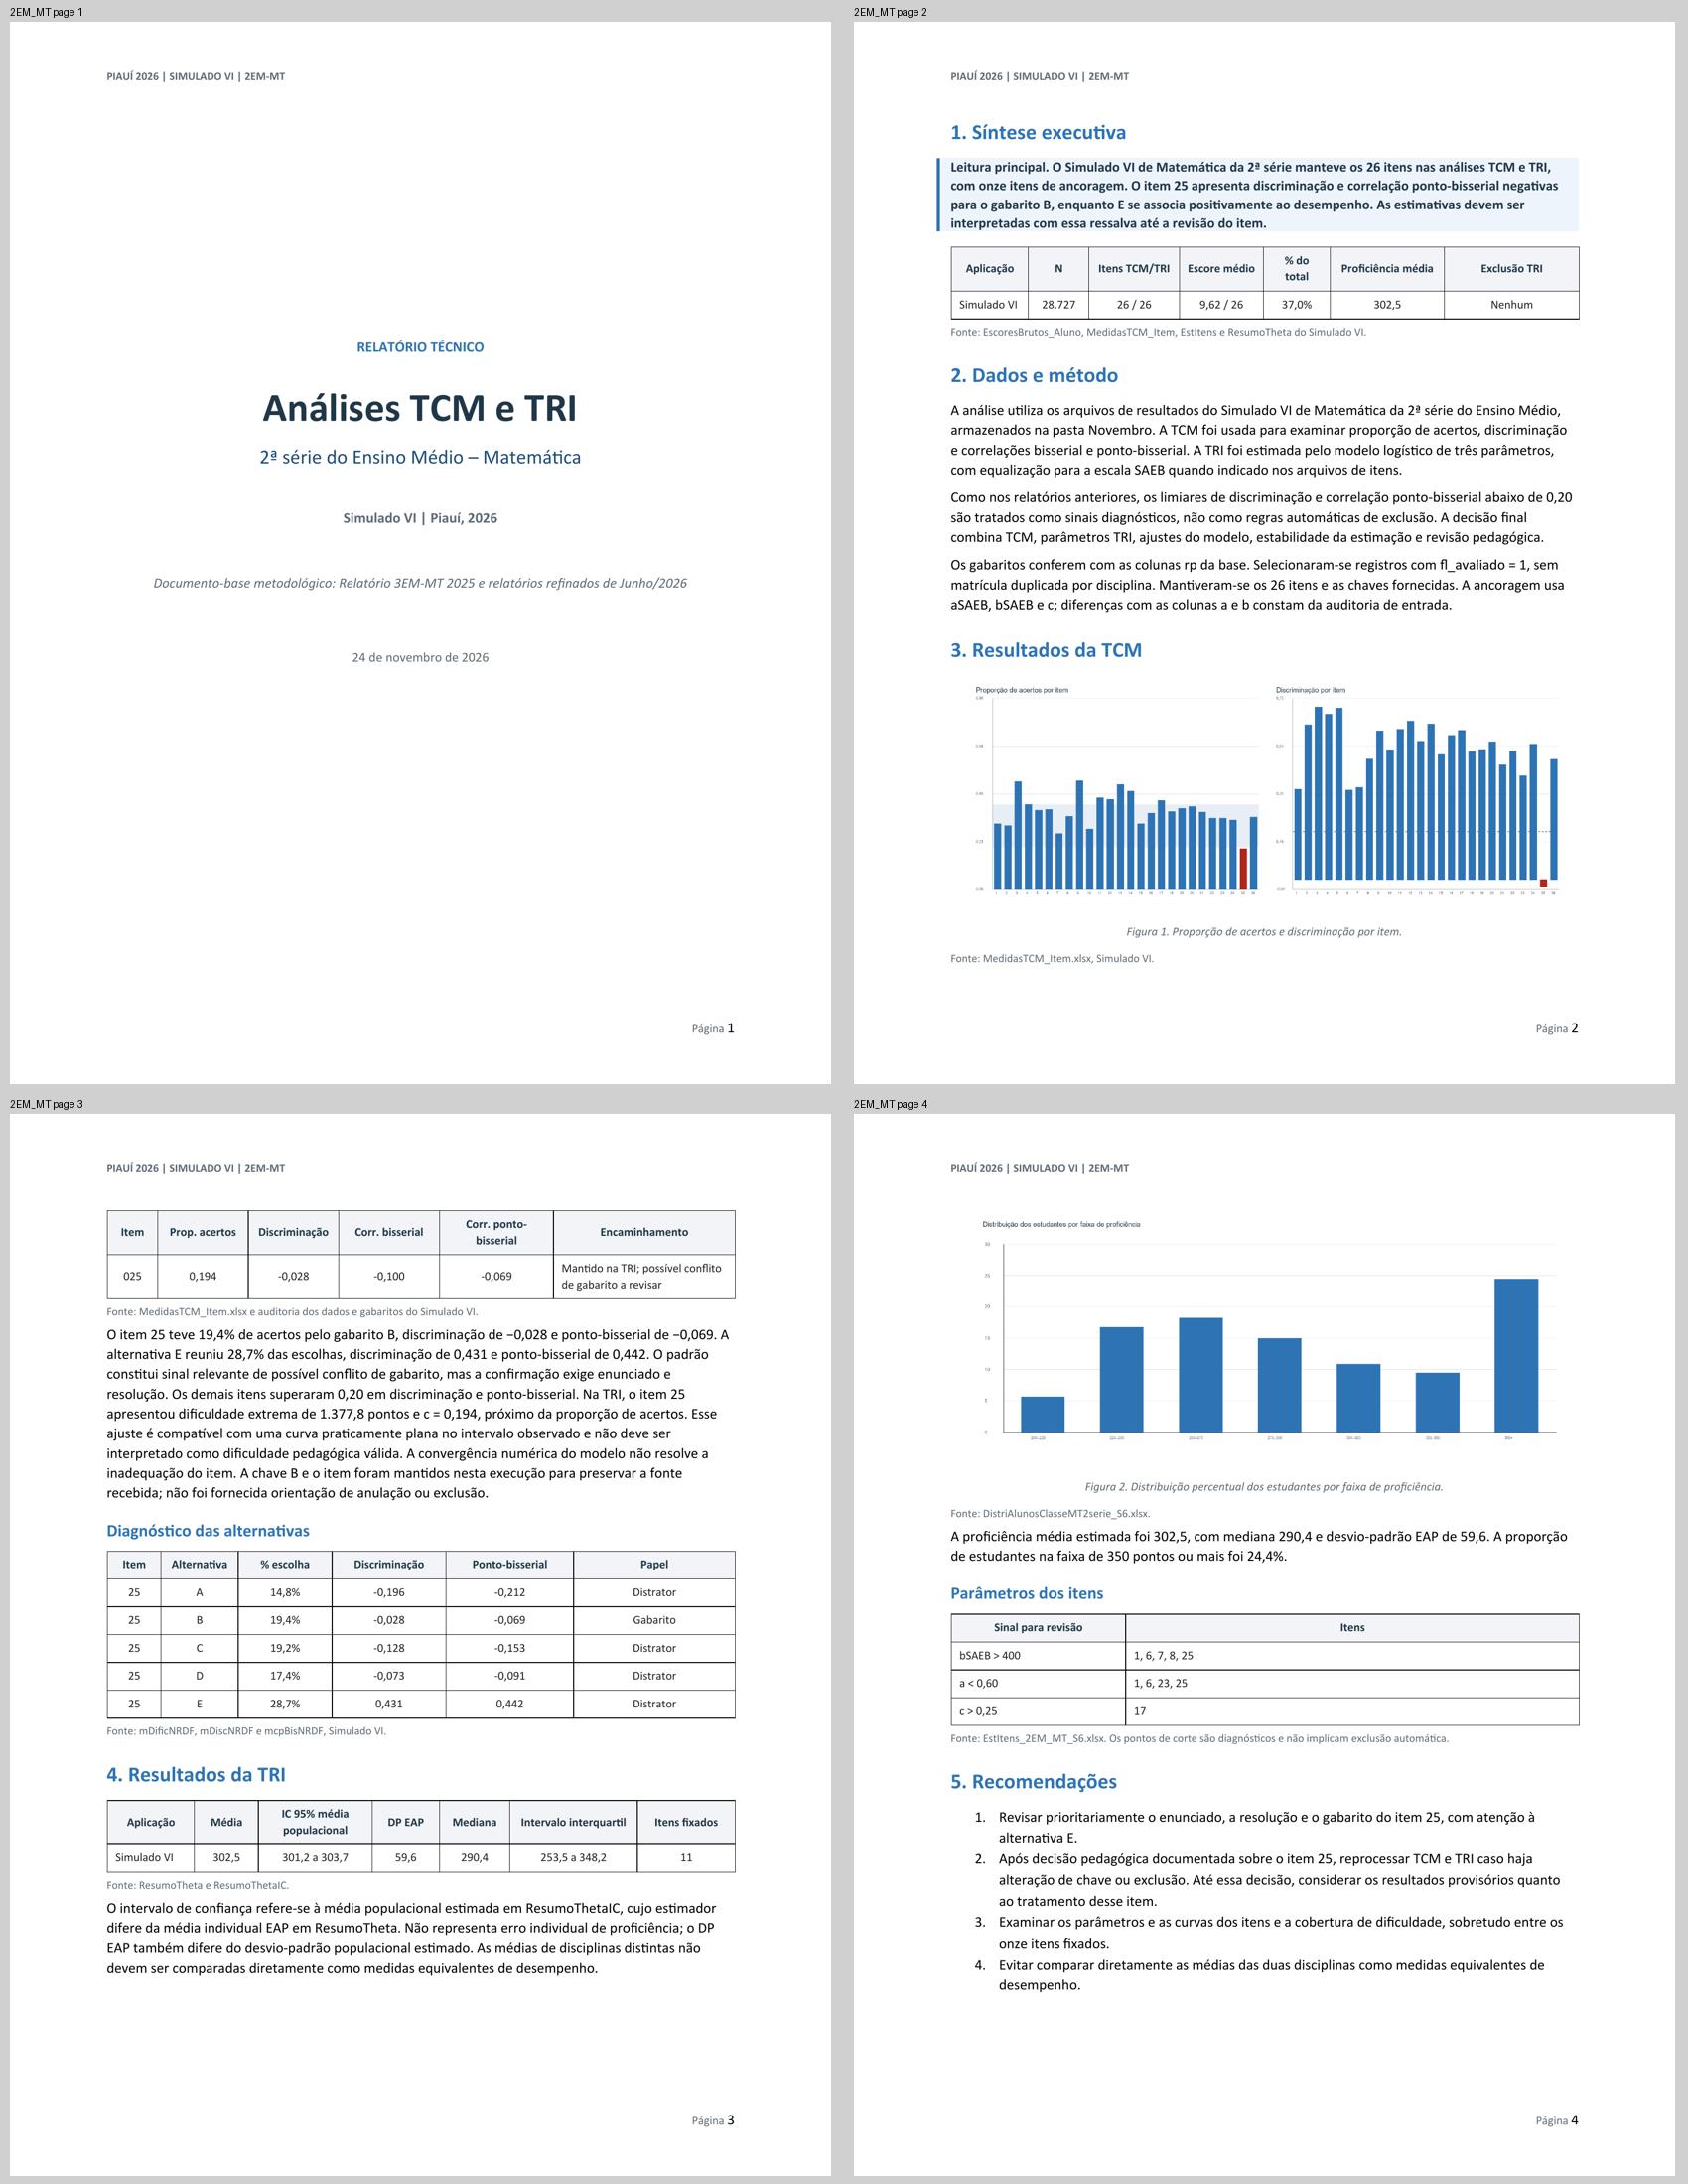 2EM_MT page 1
PIAUÍ 2026 | SIMULADO VI | 2EM-MT
RELATÓRIO TÉCNICO
Análises TCM e TRI
2ª série do Ensino Médio – Matemática
Simulado VI | Piauí, 2026
Documento-base metodológico: Relatório 3EM-MT 2025 e relatórios refinados de Junho/2026
24 de novembro de 2026
Página 1
2EM_MT page 2
PIAUÍ 2026 | SIMULADO VI | 2EM-MT
1. Síntese executiva
Leitura principal. O Simulado VI de Matemática da 2ª série manteve os 26 itens nas análises TCM e TRI,
com onze itens de ancoragem. O item 25 apresenta discriminação e correlação ponto-bisserial negativas
para o gabarito B, enquanto E se associa positivamente ao desempenho. As estimativas devem ser
interpretadas com essa ressalva até a revisão do item.
Aplicação N Itens TCM/TRI Escore médio % do total Proficiência média Exclusão TRI
Simulado VI 28.727 26 / 26 9,62 / 26 37,0% 302,5 Nenhum
Fonte: EscoresBrutos_Aluno, MedidasTCM_Item, EstItens e ResumoTheta do Simulado VI.
2. Dados e método
A análise utiliza os arquivos de resultados do Simulado VI de Matemática da 2ª série do Ensino Médio,
armazenados na pasta Novembro. A TCM foi usada para examinar proporção de acertos, discriminação
e correlações bisserial e ponto-bisserial. A TRI foi estimada pelo modelo logístico de três parâmetros,
com equalização para a escala SAEB quando indicado nos arquivos de itens.
Como nos relatórios anteriores, os limiares de discriminação e correlação ponto-bisserial abaixo de 0,20
são tratados como sinais diagnósticos, não como regras automáticas de exclusão. A decisão final
combina TCM, parâmetros TRI, ajustes do modelo, estabilidade da estimação e revisão pedagógica.
Os gabaritos conferem com as colunas rp da base. Selecionaram-se registros com fl_avaliado = 1, sem
matrícula duplicada por disciplina. Mantiveram-se os 26 itens e as chaves fornecidas. A ancoragem usa
aSAEB, bSAEB e c; diferenças com as colunas a e b constam da auditoria de entrada.
3. Resultados da TCM
Proporção de acertos por item
Discriminação por item
Figura 1. Proporção de acertos e discriminação por item.
Fonte: MedidasTCM_Item.xlsx, Simulado VI.
Página 2
2EM_MT page 3
PIAUÍ 2026 | SIMULADO VI | 2EM-MT
Item Prop. acertos Discriminação Corr. bisserial Corr. ponto-bisserial Encaminhamento
025 0,194 -0,028 -0,100 -0,069 Mantido na TRI; possível conflito
de gabarito a revisar
Fonte: MedidasTCM_Item.xlsx e auditoria dos dados e gabaritos do Simulado VI.
O item 25 teve 19,4% de acertos pelo gabarito B, discriminação de −0,028 e ponto-bisserial de −0,069. A
alternativa E reuniu 28,7% das escolhas, discriminação de 0,431 e ponto-bisserial de 0,442. O padrão
constitui sinal relevante de possível conflito de gabarito, mas a confirmação exige enunciado e
resolução. Os demais itens superaram 0,20 em discriminação e ponto-bisserial. Na TRI, o item 25
apresentou dificuldade extrema de 1.377,8 pontos e c = 0,194, próximo da proporção de acertos. Esse
ajuste é compatível com uma curva praticamente plana no intervalo observado e não deve ser
interpretado como dificuldade pedagógica válida. A convergência numérica do modelo não resolve a
inadequação do item. A chave B e o item foram mantidos nesta execução para preservar a fonte
recebida; não foi fornecida orientação de anulação ou exclusão.
Diagnóstico das alternativas
Item Alternativa % escolha Discriminação Ponto-bisserial Papel
25 A 14,8% -0,196 -0,212 Distrator
25 B 19,4% -0,028 -0,069 Gabarito
25 C 19,2% -0,128 -0,153 Distrator
25 D 17,4% -0,073 -0,091 Distrator
25 E 28,7% 0,431 0,442 Distrator
Fonte: mDificNRDF, mDiscNRDF e mcpBisNRDF, Simulado VI.
4. Resultados da TRI
Aplicação Média IC 95% média populacional DP EAP Mediana Intervalo interquartil Itens fixados
Simulado VI 302,5 301,2 a 303,7 59,6 290,4 253,5 a 348,2 11
Fonte: ResumoTheta e ResumoThetaIC.
O intervalo de confiança refere-se à média populacional estimada em ResumoThetaIC, cujo estimador
difere da média individual EAP em ResumoTheta. Não representa erro individual de proficiência; o DP
EAP também difere do desvio-padrão populacional estimado. As médias de disciplinas distintas não
devem ser comparadas diretamente como medidas equivalentes de desempenho.
Página 3
2EM_MT page 4
PIAUÍ 2026 | SIMULADO VI | 2EM-MT
Distribuição dos estudantes por faixa de proficiência
30
25
20
15
10
5
0
Figura 2. Distribuição percentual dos estudantes por faixa de proficiência.
Fonte: DistriAlunosClasseMT2serie_S6.xlsx.
A proficiência média estimada foi 302,5, com mediana 290,4 e desvio-padrão EAP de 59,6. A proporção
de estudantes na faixa de 350 pontos ou mais foi 24,4%.
Parâmetros dos itens
Sinal para revisão Itens
bSAEB > 400 1, 6, 7, 8, 25
a < 0,60 1, 6, 23, 25
c > 0,25 17
Fonte: EstItens_2EM_MT_S6.xlsx. Os pontos de corte são diagnósticos e não implicam exclusão automática.
5. Recomendações
1. Revisar prioritariamente o enunciado, a resolução e o gabarito do item 25, com atenção à
alternativa E.
2. Após decisão pedagógica documentada sobre o item 25, reprocessar TCM e TRI caso haja
alteração de chave ou exclusão. Até essa decisão, considerar os resultados provisórios quanto
ao tratamento desse item.
3. Examinar os parâmetros e as curvas dos itens e a cobertura de dificuldade, sobretudo entre os
onze itens fixados.
4. Evitar comparar diretamente as médias das duas disciplinas como medidas equivalentes de
desempenho.
Página 4